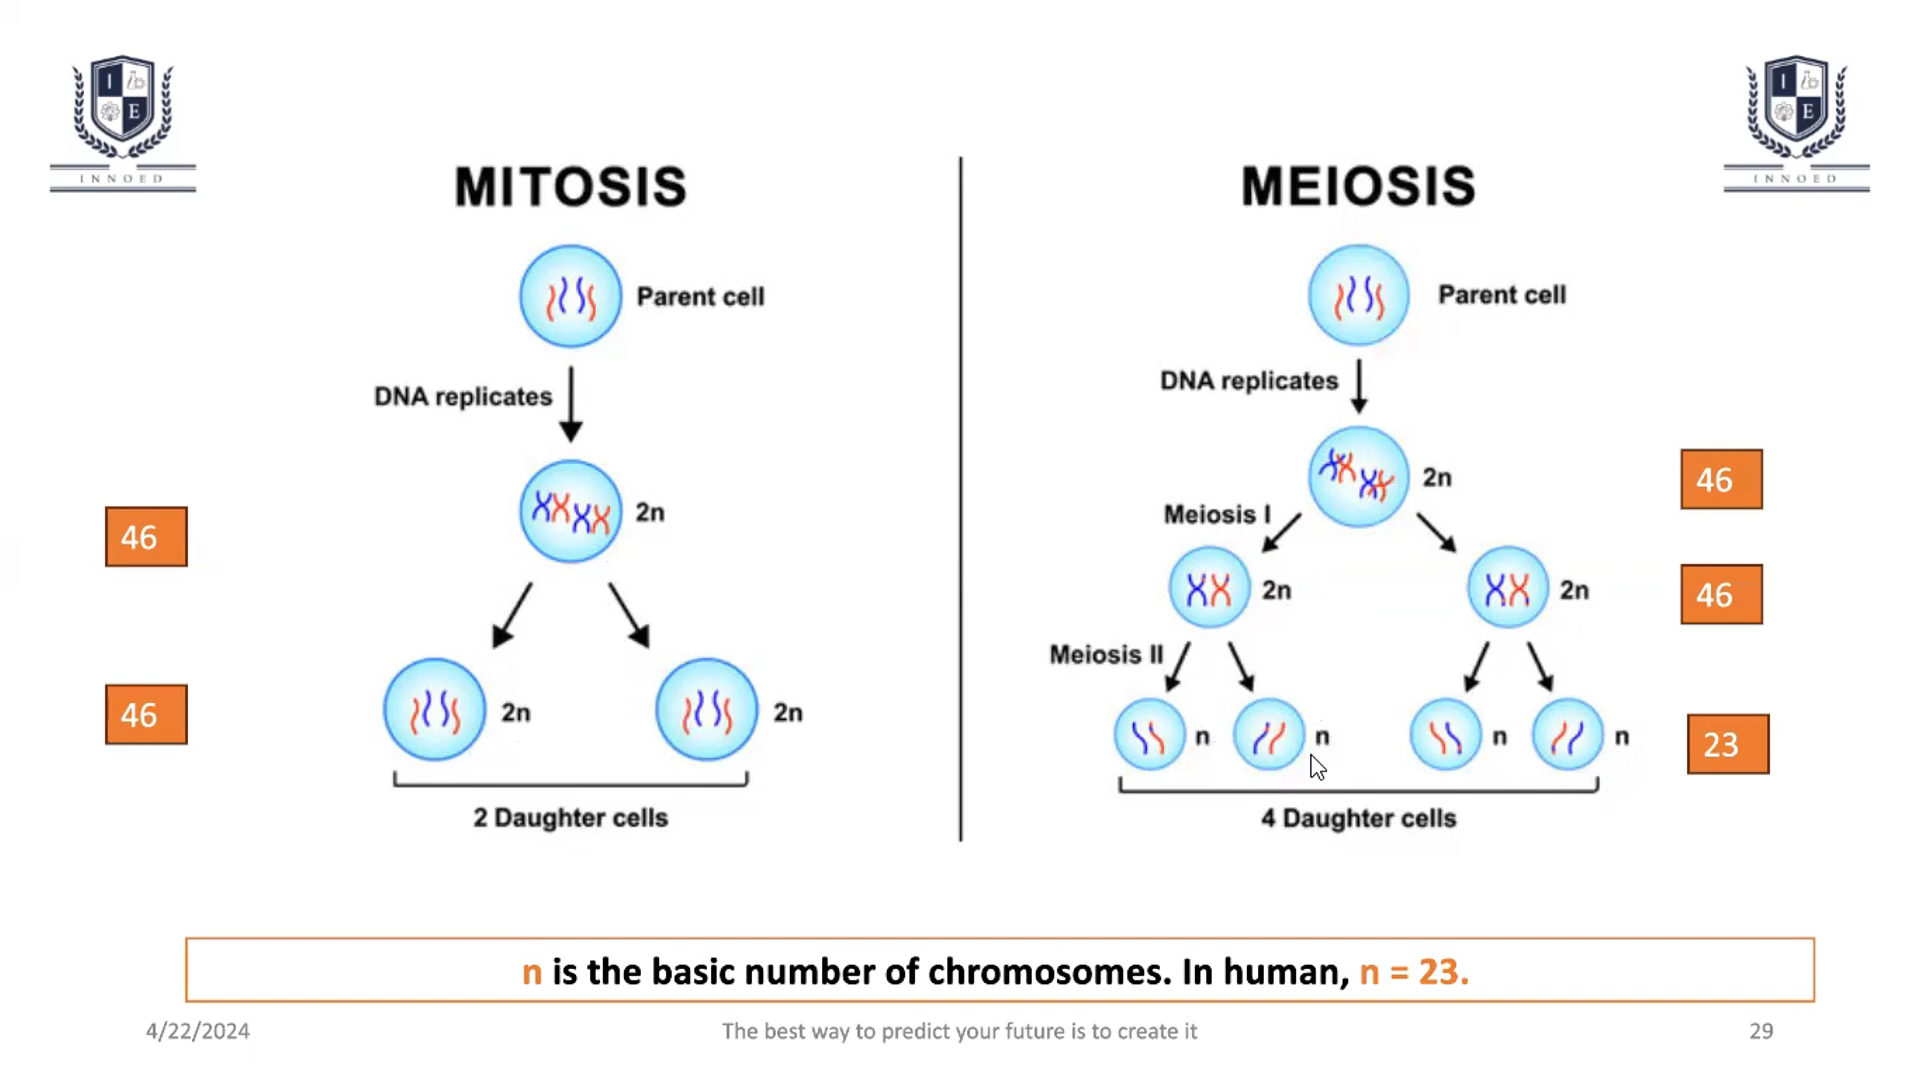 I
E
INNOED
I
E
INNOED
MITOSIS
Parent cell
DNA replicates
2n
46
46
2n
2n
2 Daughter cells
MEIOSIS
Parent cell
DNA replicates
2n
46
Meiosis I
2n
2n
46
Meiosis II
n
n
n
n
23
4 Daughter cells
n is the basic number of chromosomes. In human, n = 23.
4/22/2024
The best way to predict your future is to create it
29